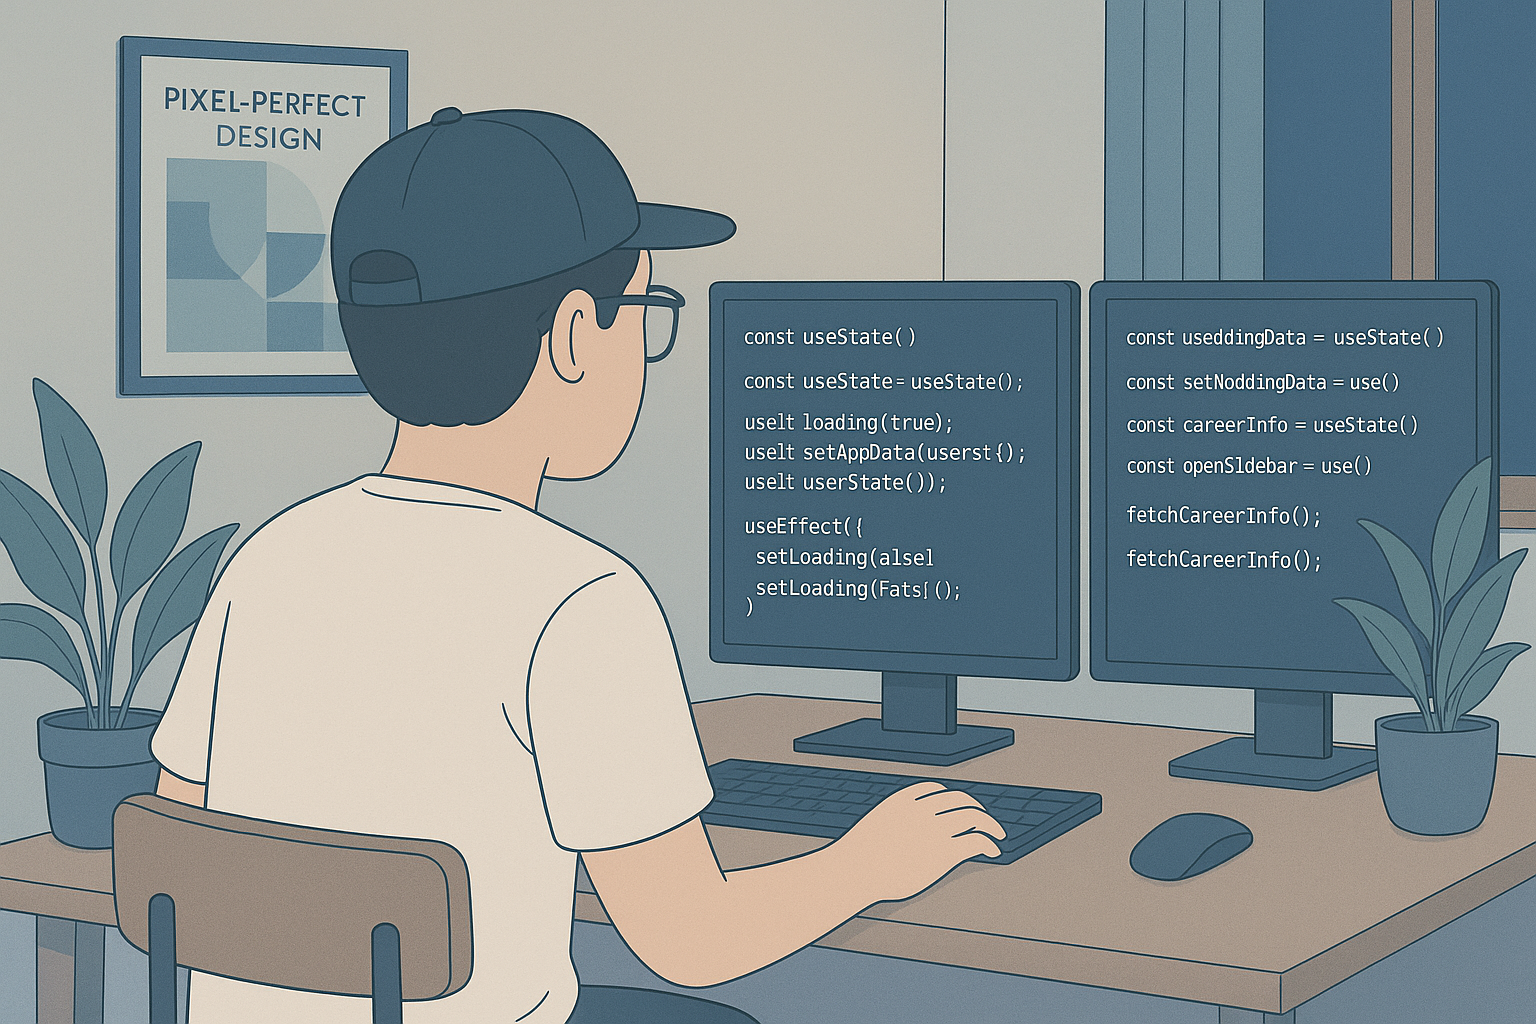 PIXEL-PERFECT
DESIGN
const useState()
const useState = useState();
uselt loading(true);
uselt setAppData(userst{);
uselt userState());
useEffect({
setLoading(alsel
setLoading(Fats[();
)
const useddingData = useState()
const setNoddingData = use()
const careerInfo = useState()
const openSldebar = use()
fetchCareerInfo();
fetchCareerInfo();